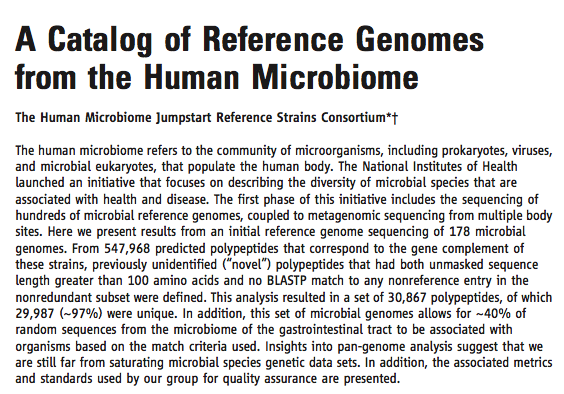 A Catalog of Reference Genomes
from the Human Microbiome
The Human Microbiome Jumpstart Reference Strains Consortium*†
The human microbiome refers to the community of microorganisms, including prokaryotes, viruses,
and microbial eukaryotes, that populate the human body. The National Institutes of Health
launched an initiative that focuses on describing the diversity of microbial species that are
associated with health and disease. The first phase of this initiative includes the sequencing of
hundreds of microbial reference genomes, coupled to metagenomic sequencing from multiple body
sites. Here we present results from an initial reference genome sequencing of 178 microbial
genomes. From 547,968 predicted polypeptides that correspond to the gene complement of
these strains, previously unidentified (“novel”) polypeptides that had both unmasked sequence
length greater than 100 amino acids and no BLASTP match to any nonreference entry in the
nonredundant subset were defined. This analysis resulted in a set of 30,867 polypeptides, of which
29,987 (~97%) were unique. In addition, this set of microbial genomes allows for ~40% of
random sequences from the microbiome of the gastrointestinal tract to be associated with
organisms based on the match criteria used. Insights into pan-genome analysis suggest that we
are still far from saturating microbial species genetic data sets. In addition, the associated metrics
and standards used by our group for quality assurance are presented.